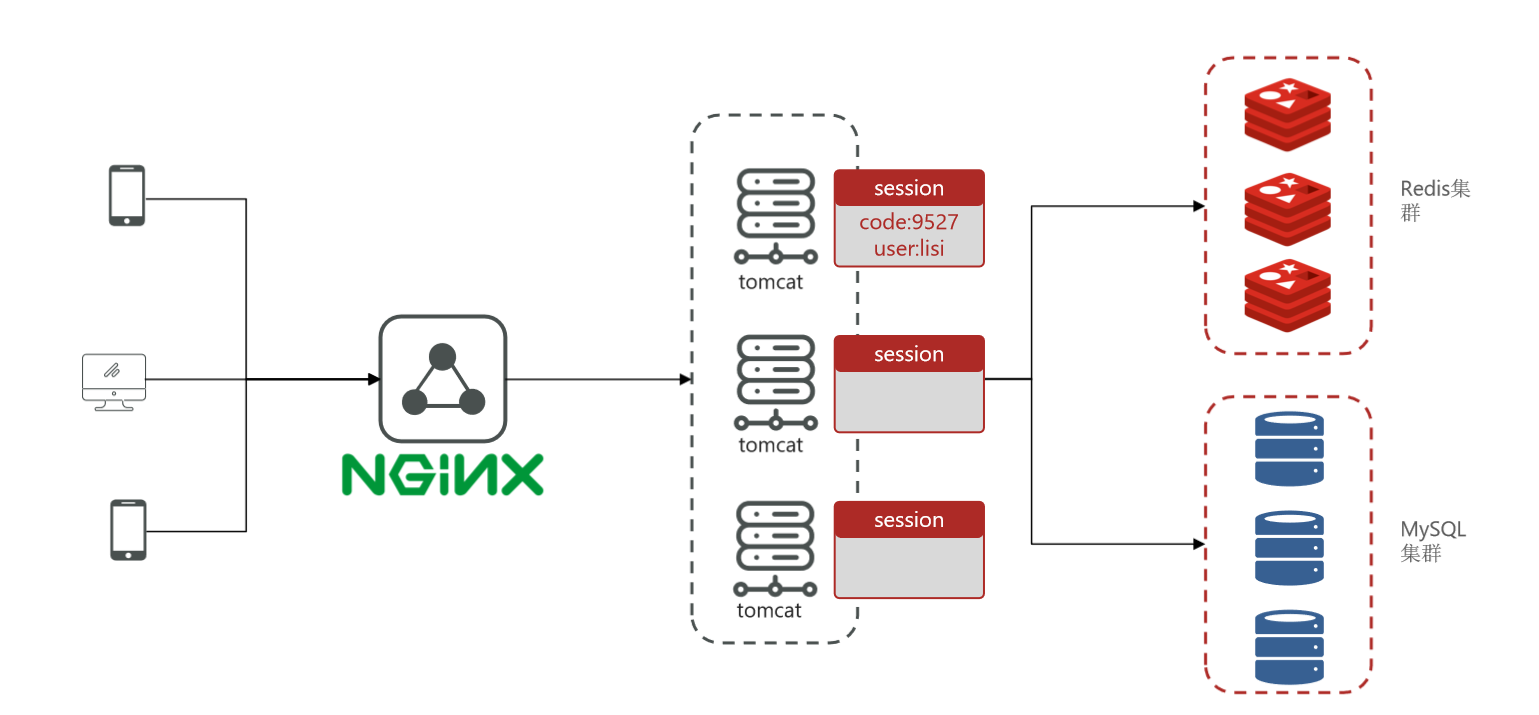 NGiNX
tomcat
session
code:9527
user:lisi
tomcat
session
tomcat
session
Redis集
群
MySQL
集群